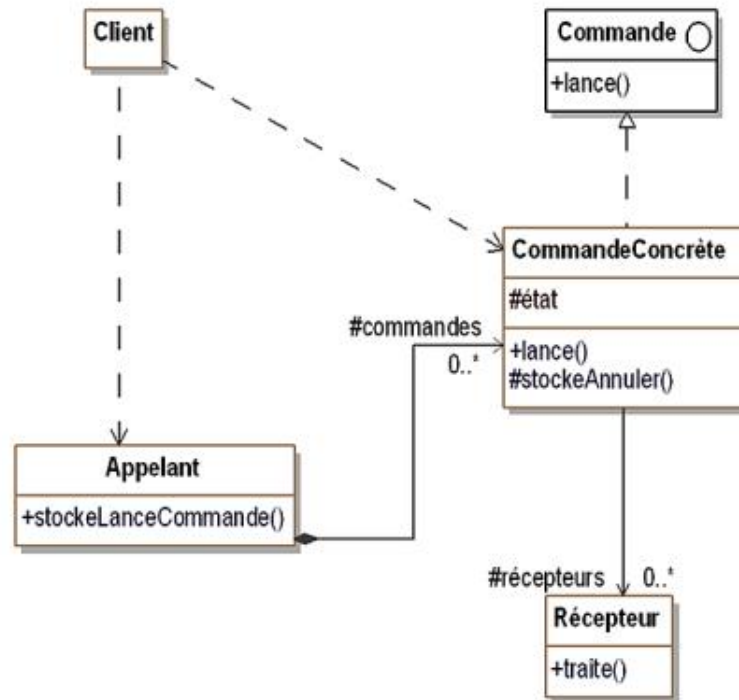 Client
Commande
+lance()
CommandeConcrète
#état
+lance()
#stockeAnnuler()
#commandes
0..*
Appelant
+stockeLanceCommande()
#récepteurs
0..*
Récepteur
+traite()